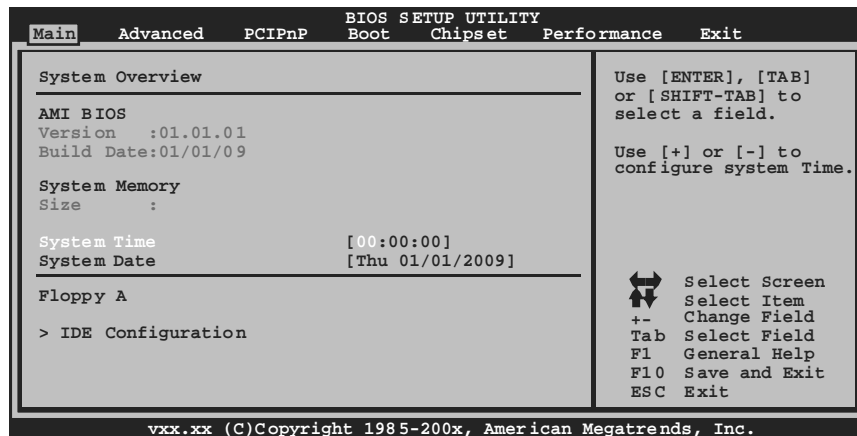 BIOS SETUP UTILITY
Main Advanced PCIPnP Boot Chipset Performance Exit
System Overview
AMI BIOS
Version :01.01.01
Build Date:01/01/09
System Memory
Size :
System Time [00:00:00]
System Date [Thu 01/01/2009]
Floppy A
> IDE Configuration
Use [ENTER], [TAB]
or [SHIFT-TAB] to
select a field.
Use [+] or [-] to
configure system Time.
Select Screen
Select Item
+- Change Field
Tab Select Field
F1 General Help
F10 Save and Exit
ESC Exit
vxx.xx (C)Copyright 1985-200x, American Megatrends, Inc.